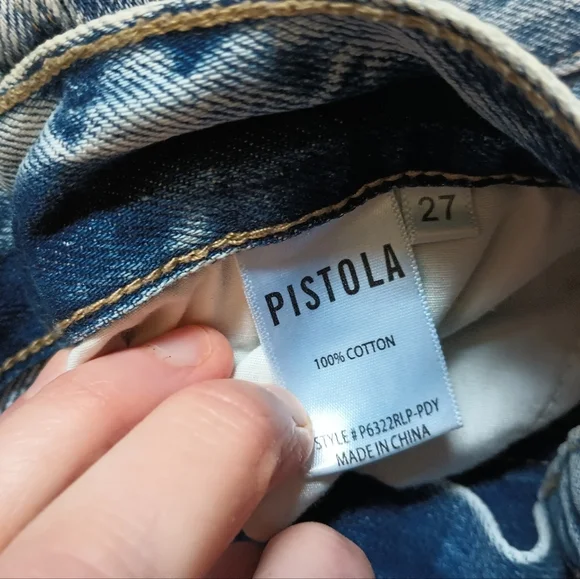 27
PISTOLA
100% COTTON
STYLE # P6322RLP-PDY
MADE IN CHINA